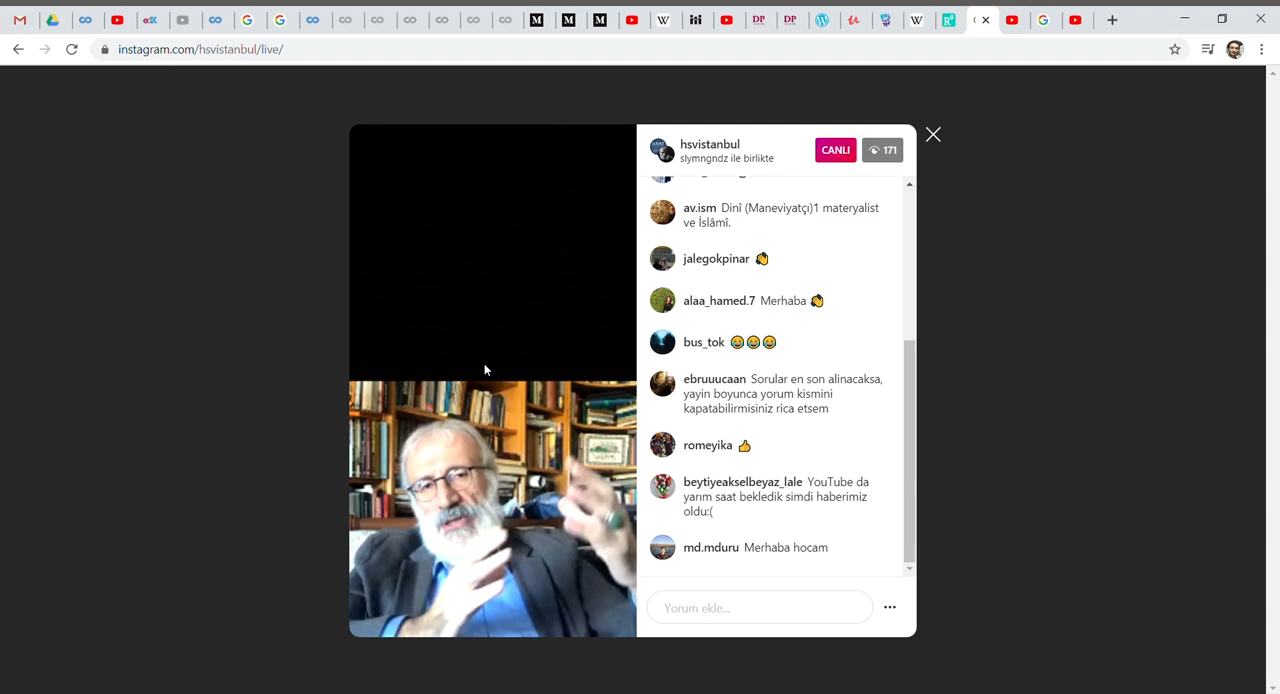 instagram.com/hsvistanbul/live/
hsvistanbul
slymngndz ile birlikte
CANLI
171
av.ism Dinî (Maneviyatçı)1 materyalist
ve İslâmî.
jalegokpinar 👏
alaa_hamed.7 Merhaba 👏
bus_tok 😂😂😂
ebruuucaan Sorular en son alinacaksa,
yayin boyunca yorum kismini
kapatabilirmisiniz rica etsem
romeyika 👍
beytiyeakselbeyaz_lale YouTube da
yarım saat bekledik simdi haberimiz
oldu:(
md.mduru Merhaba hocam
Yorum ekle...